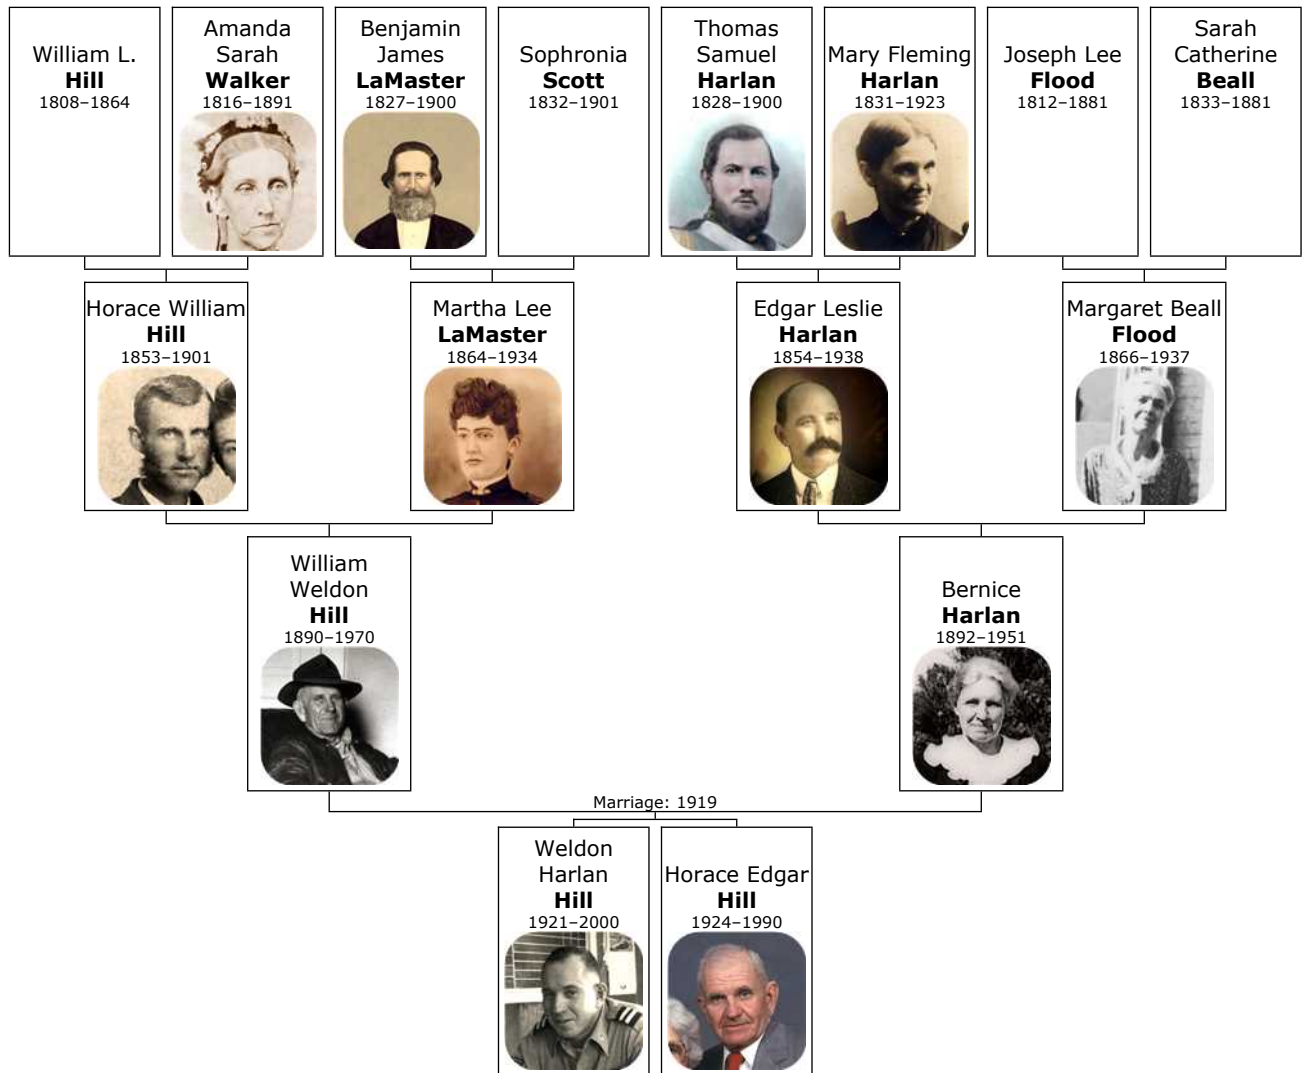 William L.
Hill
1808–1864
Amanda
Sarah
Walker
1816–1891
Benjamin
James
LaMaster
1827–1900
Sophronia
Scott
1832–1901
Thomas
Samuel
Harlan
1828–1900
Mary Fleming
Harlan
1831–1923
Joseph Lee
Flood
1812–1881
Sarah
Catherine
Beall
1833–1881
Horace William
Hill
1853–1901
Martha Lee
LaMaster
1864–1934
Edgar Leslie
Harlan
1854–1938
Margaret Beall
Flood
1866–1937
William
Weldon
Hill
1890–1970
Bernice
Harlan
1892–1951
Marriage: 1919
Weldon
Harlan
Hill
1921–2000
Horace Edgar
Hill
1924–1990